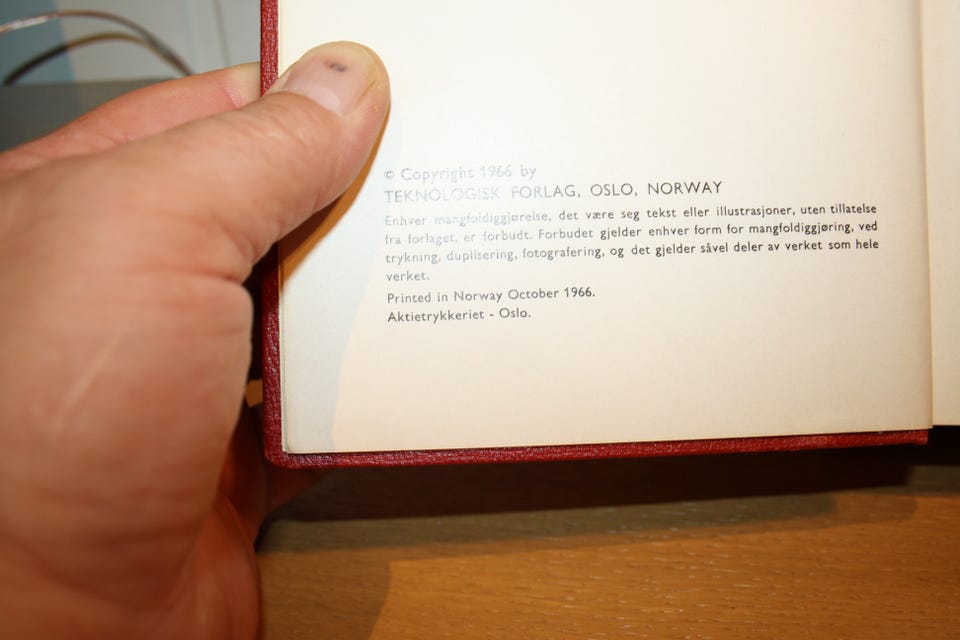 © Copyright 1966 by
TEKNOLOGISK FORLAG, OSLO, NORWAY
Enhver mangfoldiggjørelse, det være seg tekst eller illustrasjoner, uten tillatelse
fra forlaget, er forbudt. Forbudet gjelder enhver form for mangfoldiggjøring, ved
trykning, duplisering, fotografering, og det gjelder såvel deler av verket som hele
verket.
Printed in Norway October 1966.
Aktietrykkeriet - Oslo.